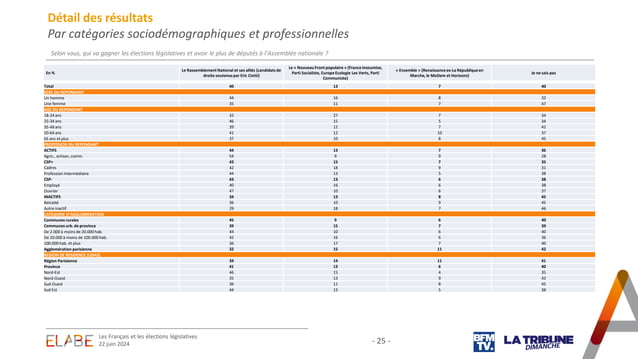 Détail des résultats
Par catégories sociodémographiques et professionnelles
Selon vous, qui va gagner les élections législatives et avoir le plus de députés à l'Assemblée nationale ?
En % Le Rassemblement National et ses alliés (candidats de droite soutenus par Eric Ciotti) Le « Nouveau Front populaire » (France Insoumise, Parti Socialiste, Europe Ecologie Les Verts, Parti Communiste) « Ensemble » (Renaissance ex-La République en Marche, le MoDem et Horizons) Je ne sais pas
Total 40 13 7 40
SEXE DU REPONDANT
Un homme 44 16 8 32
Une femme 35 11 7 47
AGE DU REPONDANT
18-24 ans 32 27 7 34
25-34 ans 46 15 5 34
35-49 ans 39 12 7 42
50-64 ans 41 12 10 37
65 ans et plus 37 10 8 45
PROFESSION DU REPONDANT
ACTIFS 44 13 7 36
Agric., artisan, comm. 54 9 9 28
CSP+ 43 15 7 35
Cadres 42 18 9 31
Profession Intermédiaire 44 13 5 38
CSP- 43 13 6 38
Employé 40 16 6 38
Ouvrier 47 10 6 37
INACTIFS 34 13 8 45
Retraité 36 10 9 45
Autre inactif 29 18 7 46
CATEGORIE D'AGGLOMERATION
Communes rurales 45 9 6 40
Communes urb. de province 39 15 7 39
De 2.000 à moins de 20.000 hab. 44 10 6 40
De 20.000 à moins de 100.000 hab. 42 16 6 36
100.000 hab. et plus 36 17 7 40
Agglomération parisienne 32 15 11 42
REGION DE RESIDENCE (UDA5)
Région Parisienne 34 14 11 41
Province 41 13 6 40
Nord-Est 46 15 4 35
Nord-Ouest 35 13 9 43
Sud-Ouest 36 11 8 45
Sud Est 44 13 5 38
ELABE
Les Français et les élections législatives
22 juin 2024
- 25 -
BFM
TV.
LA TRIBUNE
DIMANCHE